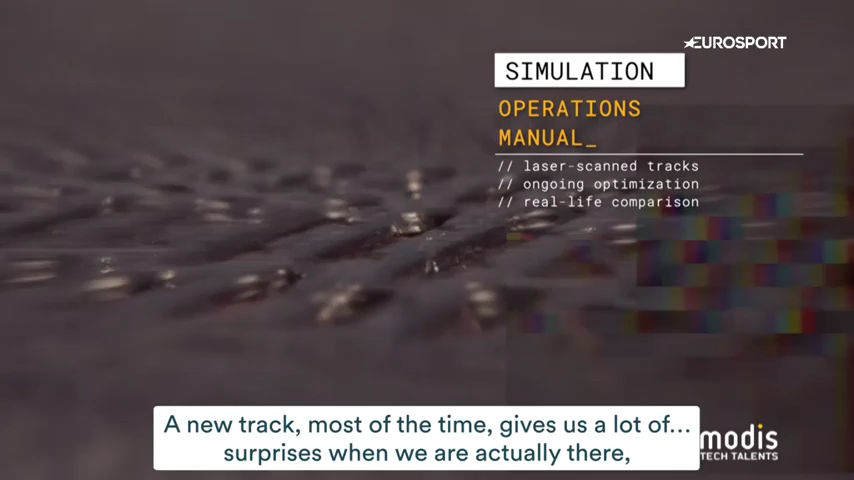 EUROSPORT
SIMULATION
OPERATIONS
MANUAL_
// laser-scanned tracks
// ongoing optimization
// real-life comparison
A new track, most of the time, gives us a lot of...
surprises when we are actually there,
modis
TECH TALENTS